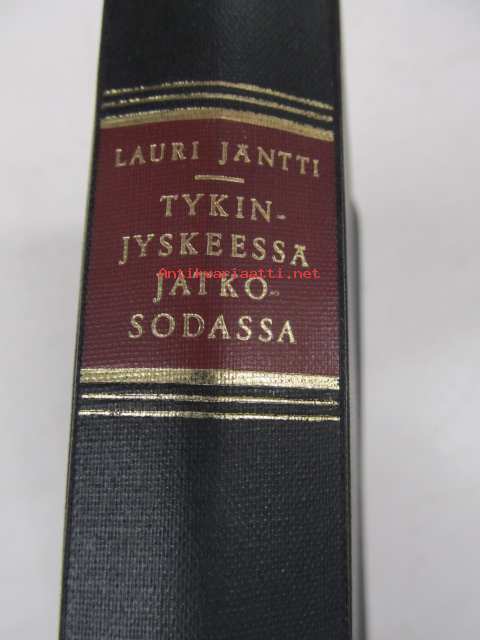 LAURI JÄNTTI
TYKIN-
JYSKEESSÄ
Antikvariaatti.net
JATKO-
SODASSA